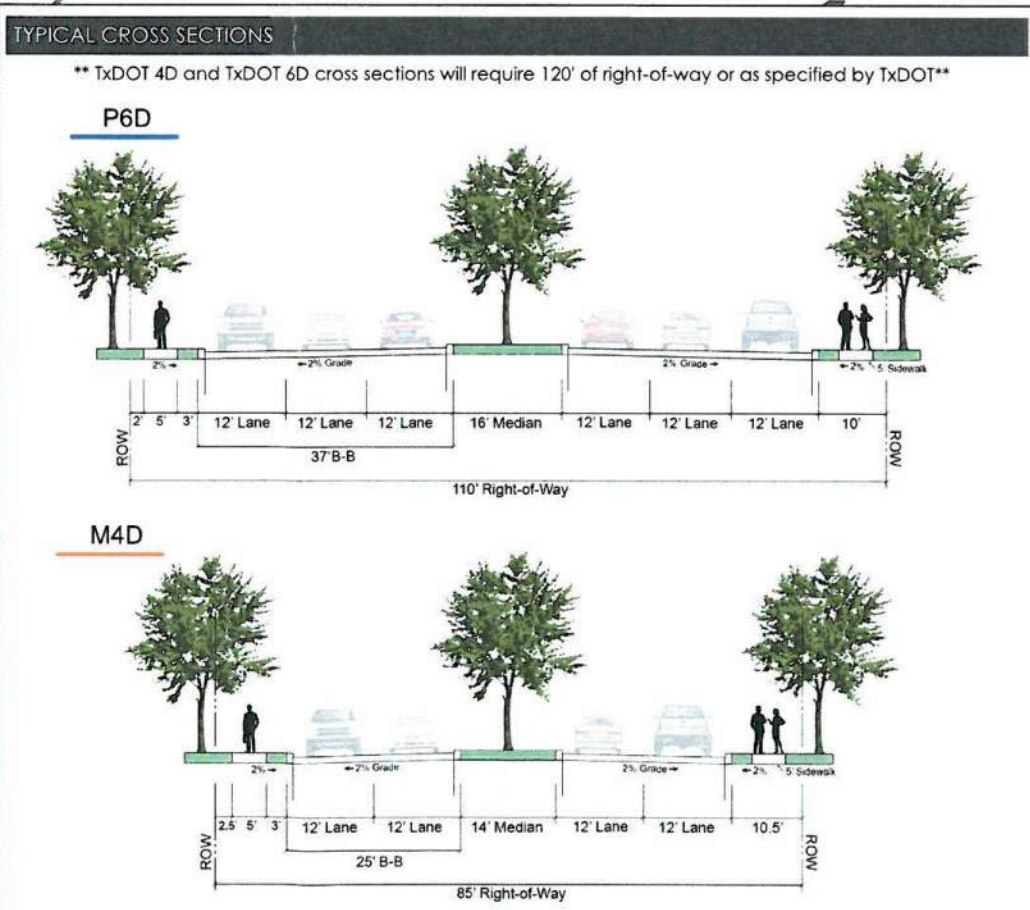 TYPICAL CROSS SECTIONS
** TxDOT 4D and TxDOT 6D cross sections will require 120' of right-of-way or as specified by TxDOT**
P6D
2% → ←2% Grade 2% Grade → ←2% 5' Sidewalk
2' 5' 3' 12' Lane 12' Lane 12' Lane 16' Median 12' Lane 12' Lane 12' Lane 10'
ROW ROW
37'B-B
110' Right-of-Way
M4D
2% → ←2% Grade 2% Grade → ←2% 5' Sidewalk
2.5' 5' 3' 12' Lane 12' Lane 14' Median 12' Lane 12' Lane 10.5'
ROW ROW
25' B-B
85' Right-of-Way